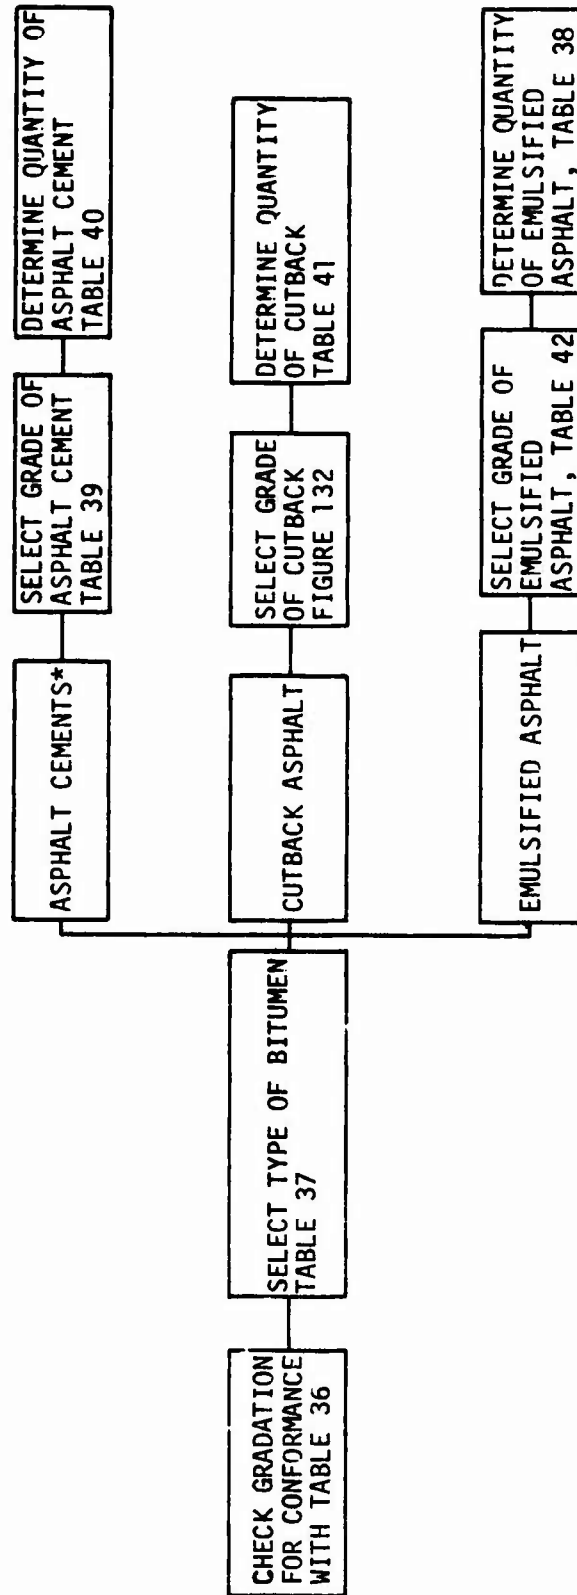 CHECK GRADATION
FOR CONFORMANCE
WITH TABLE 36
SELECT TYPE OF BITUMEN
TABLE 37
ASPHALT CEMENTS*
SELECT GRADE OF
ASPHALT CEMENT
TABLE 39
DETERMINE QUANTITY OF
ASPHALT CEMENT
TABLE 40
CUTBACK ASPHALT
SELECT GRADE
OF CUTBACK
FIGURE 132
DETERMINE QUANTITY
OF CUTBACK
TABLE 41
EMULSIFIED ASPHALT
SELECT GRADE OF
EMULSIFIED
ASPHALT, TABLE 42
DETERMINE QUANTITY
OF EMULSIFIED
ASPHALT, TABLE 38